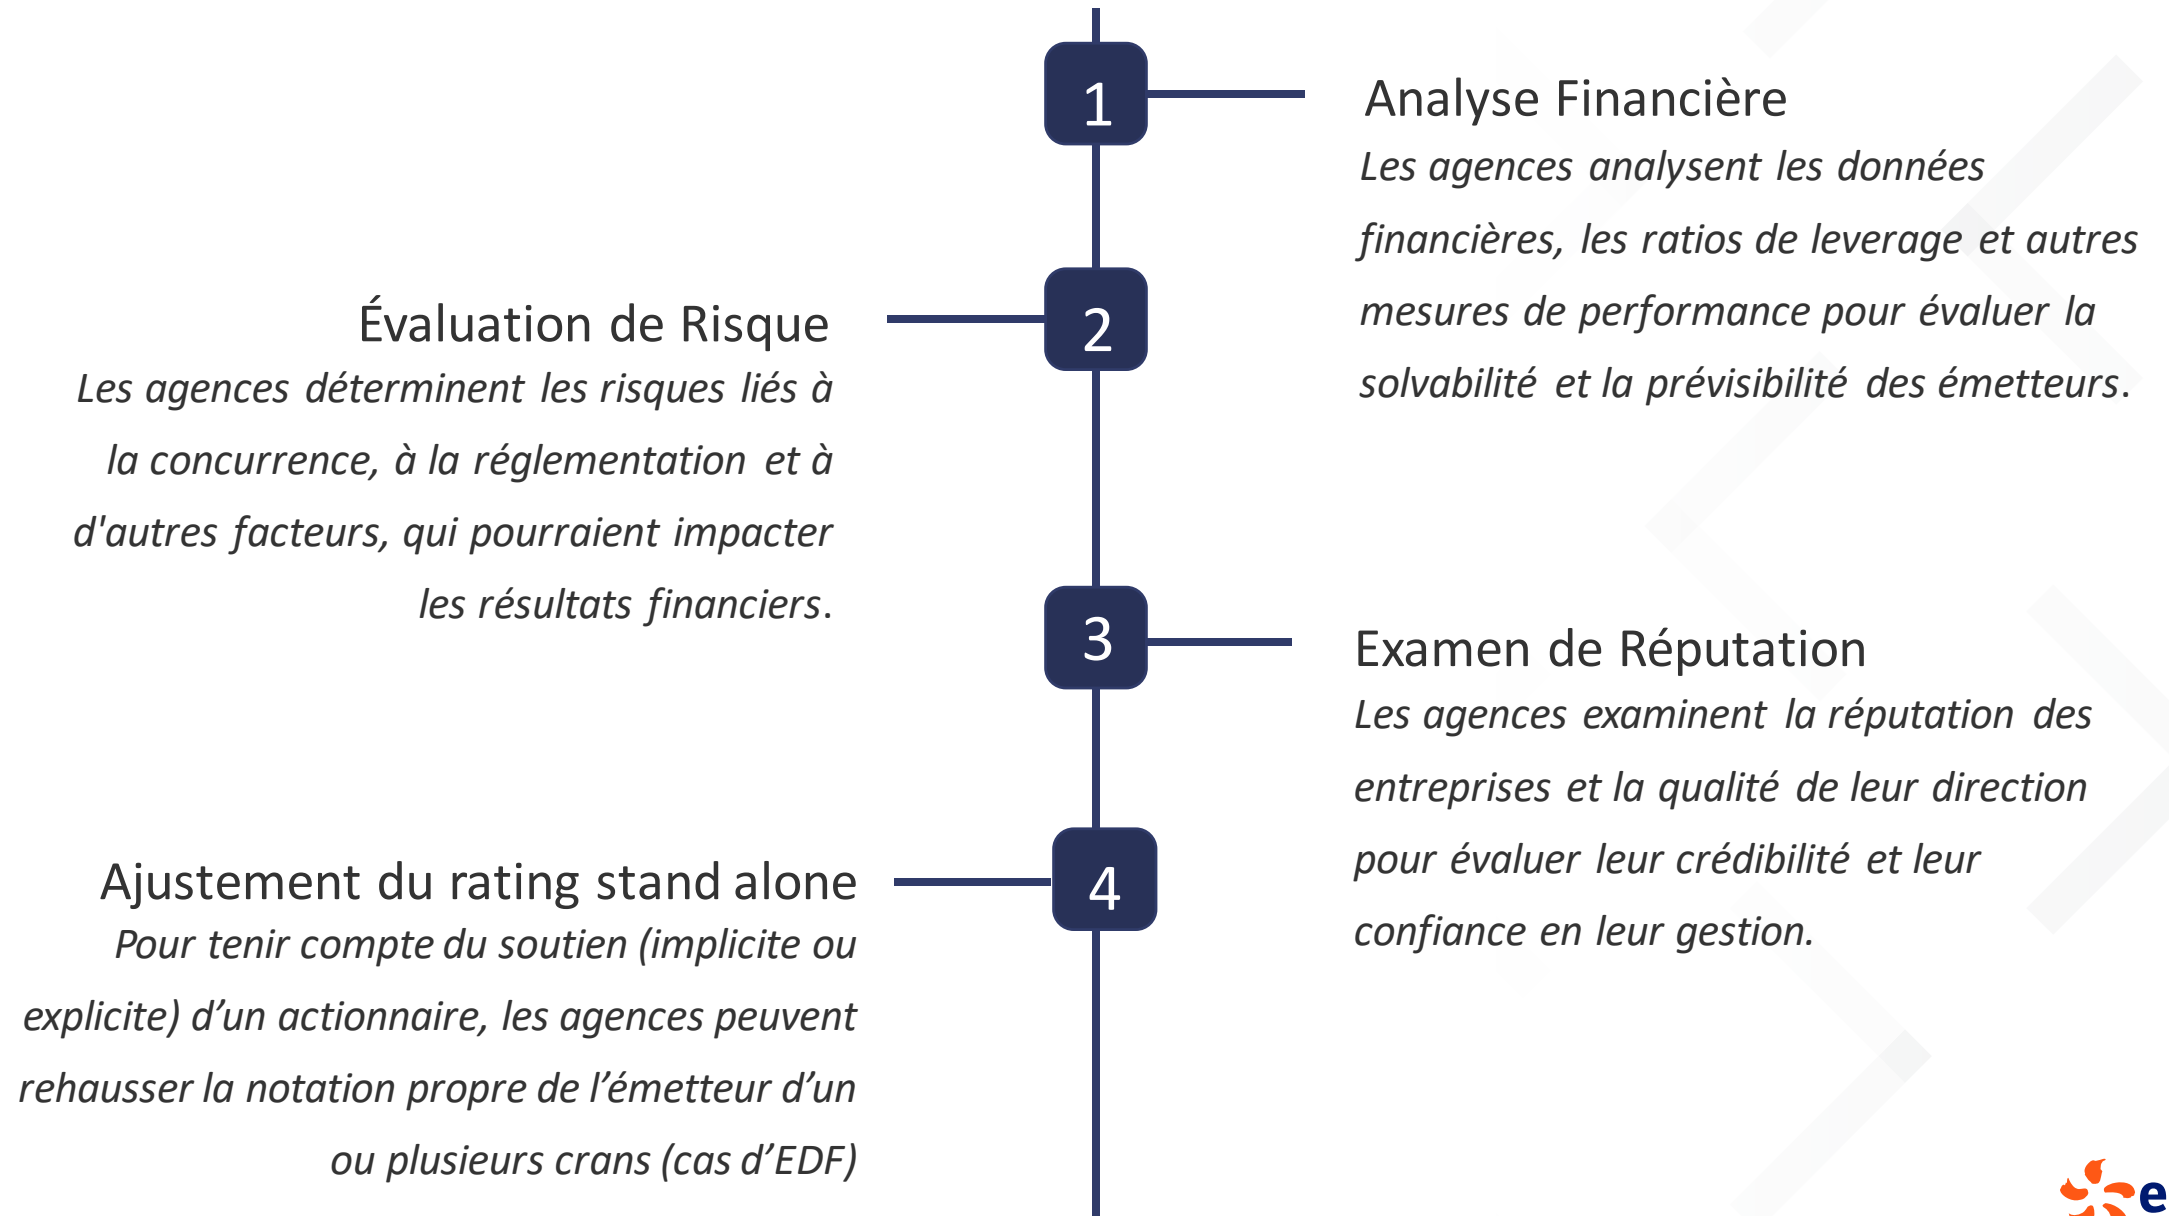 1
Analyse Financière
Les agences analysent les données
financières, les ratios de leverage et autres
mesures de performance pour évaluer la
solvabilité et la prévisibilité des émetteurs.
2
Évaluation de Risque
Les agences déterminent les risques liés à
la concurrence, à la réglementation et à
d'autres facteurs, qui pourraient impacter
les résultats financiers.
3
Examen de Réputation
Les agences examinent la réputation des
entreprises et la qualité de leur direction
pour évaluer leur crédibilité et leur
confiance en leur gestion.
4
Ajustement du rating stand alone
Pour tenir compte du soutien (implicite ou
explicite) d’un actionnaire, les agences peuvent
rehausser la notation propre de l’émetteur d’un
ou plusieurs crans (cas d’EDF)
e